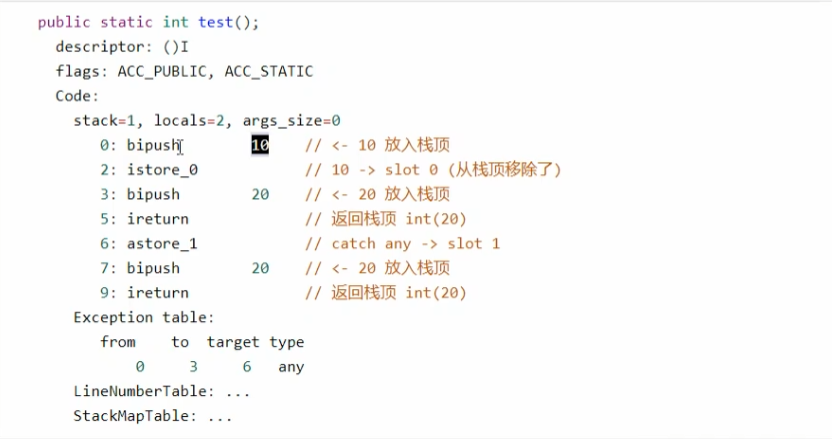 public static int test();
descriptor: ()I
flags: ACC_PUBLIC, ACC_STATIC
Code:
stack=1, locals=2, args_size=0
0: bipush 10 // <- 10 放入栈顶
2: istore_0 // 10 -> slot 0 (从栈顶移除了)
3: bipush 20 // <- 20 放入栈顶
5: ireturn // 返回栈顶 int(20)
6: astore_1 // catch any -> slot 1
7: bipush 20 // <- 20 放入栈顶
9: ireturn // 返回栈顶 int(20)
Exception table:
from to target type
0 3 6 any
LineNumberTable: ...
StackMapTable: ...